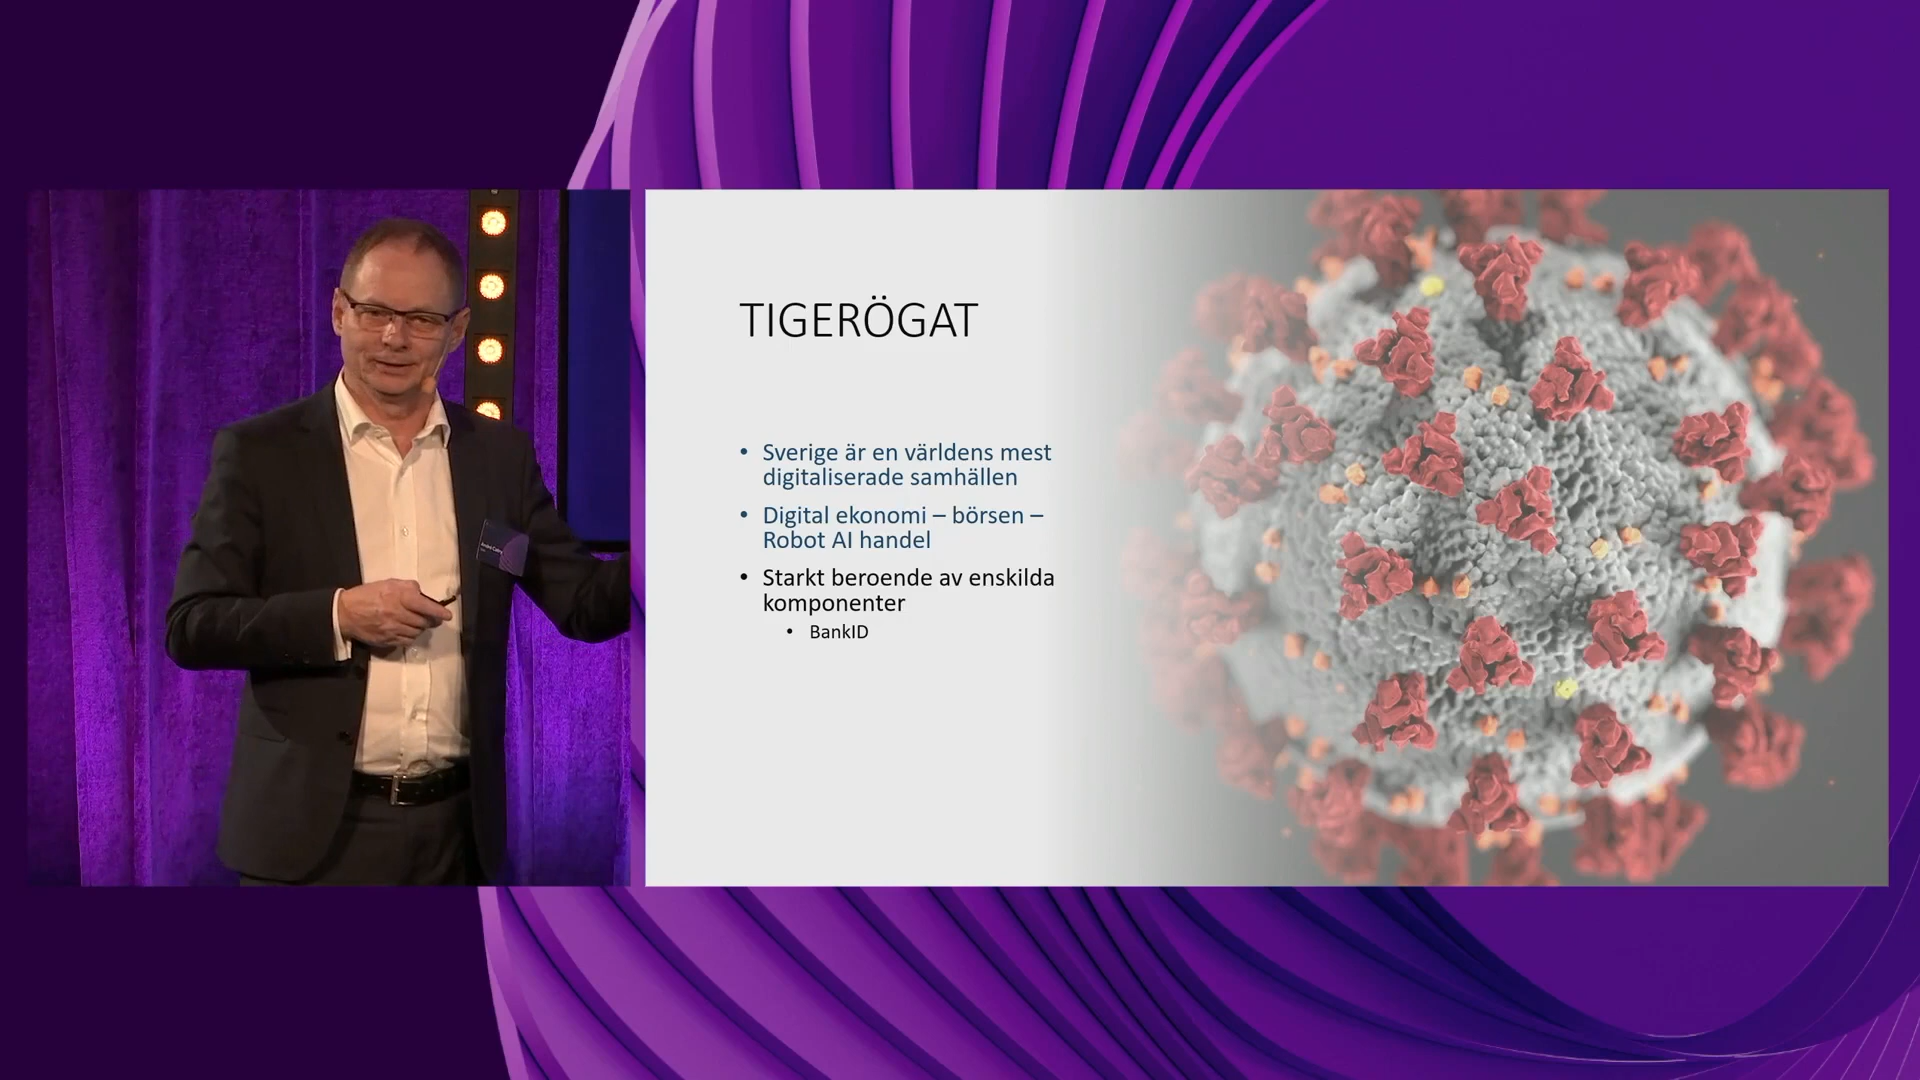 TIGERÖGAT
• Sverige är en världens mest
digitaliserade samhällen
• Digital ekonomi – börsen –
Robot AI handel
• Starkt beroende av enskilda
komponenter
• BankID